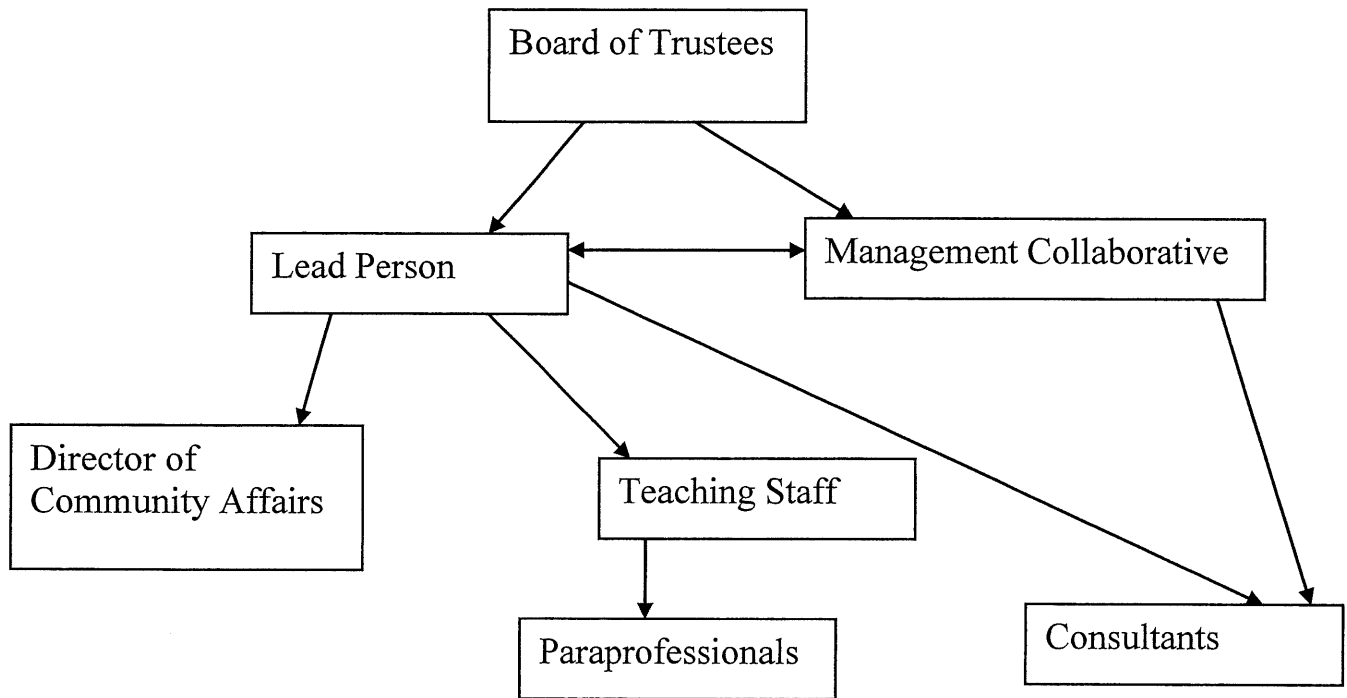 Board of Trustees
Lead Person
Management Collaborative
Director of
Community Affairs
Teaching Staff
Paraprofessionals
Consultants